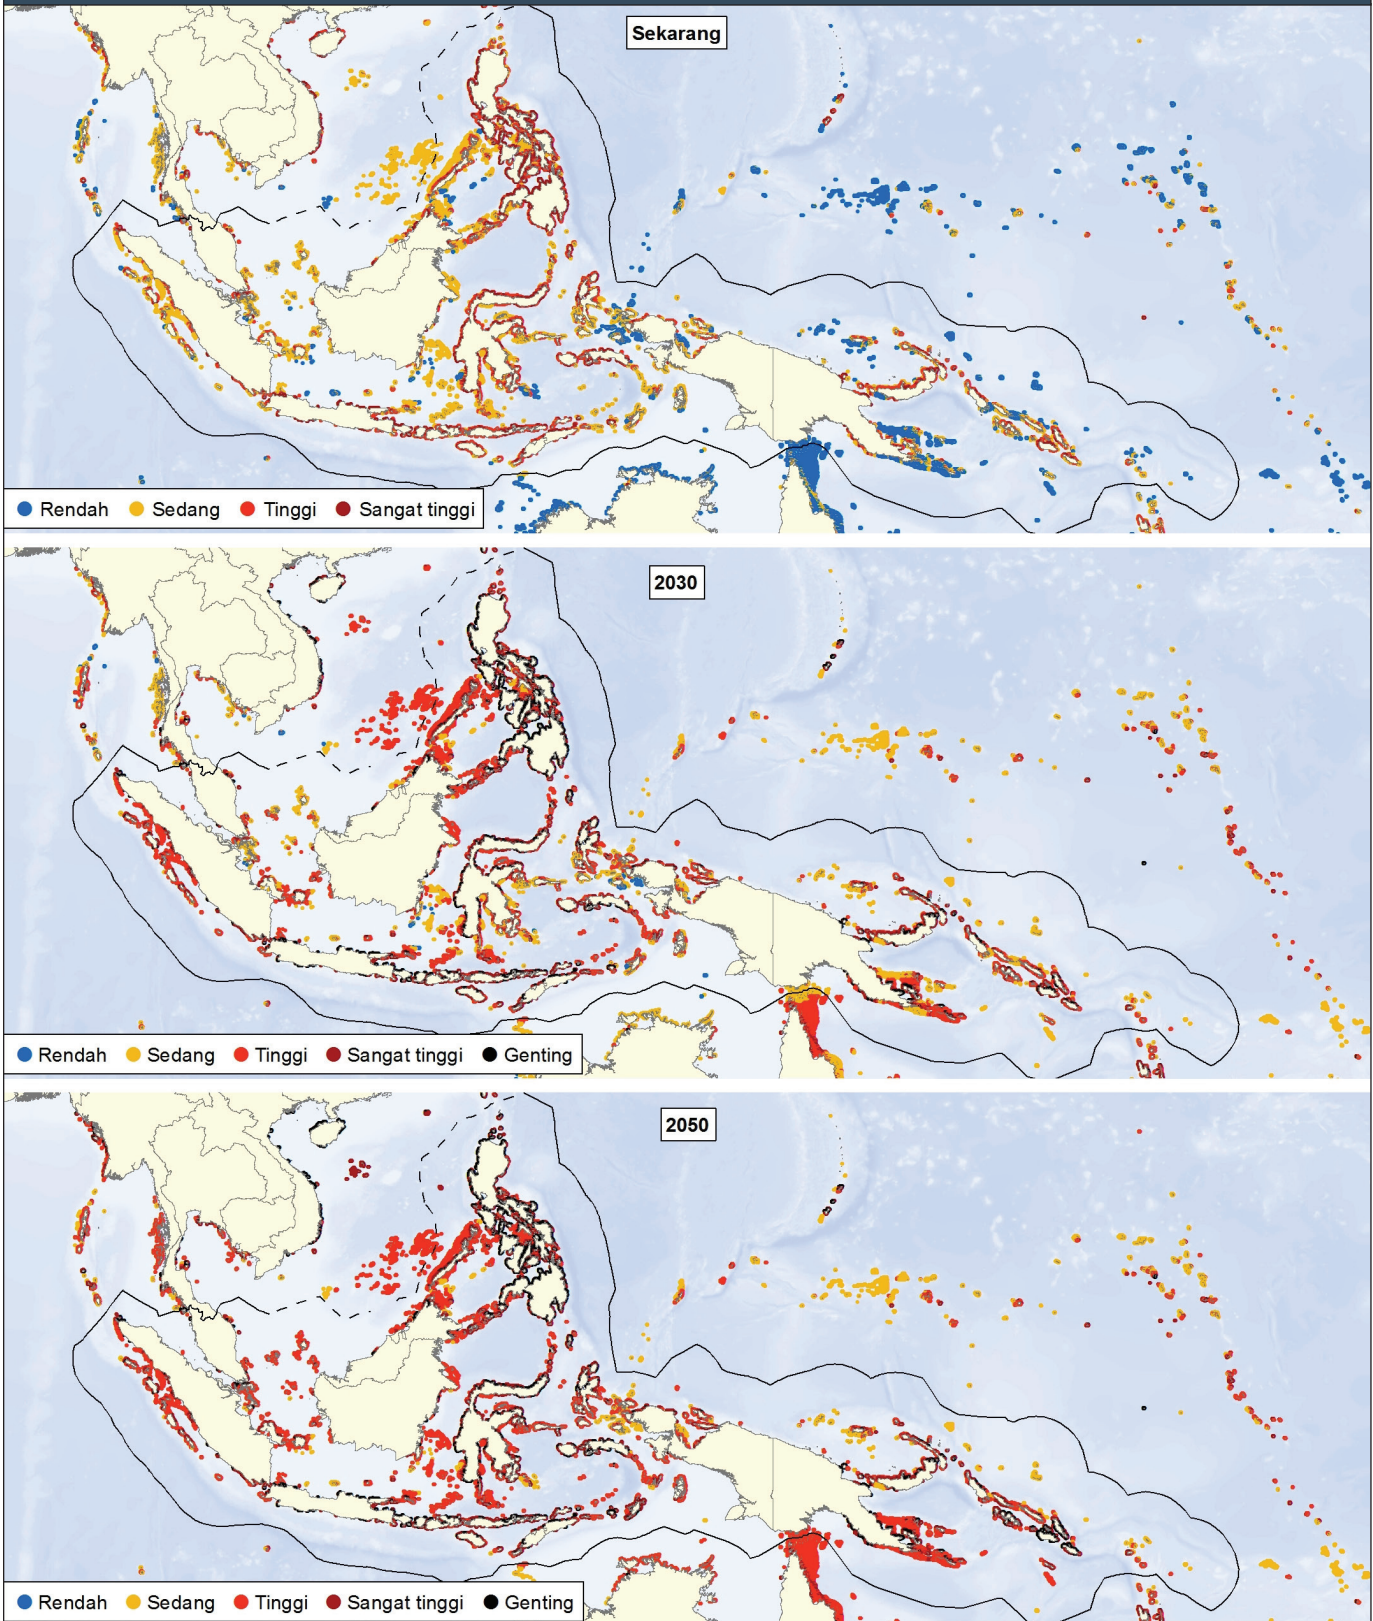 Sekarang
Rendah Sedang Tinggi Sangat tinggi
2030
Rendah Sedang Tinggi Sangat tinggi Genting
2050
Rendah Sedang Tinggi Sangat tinggi Genting